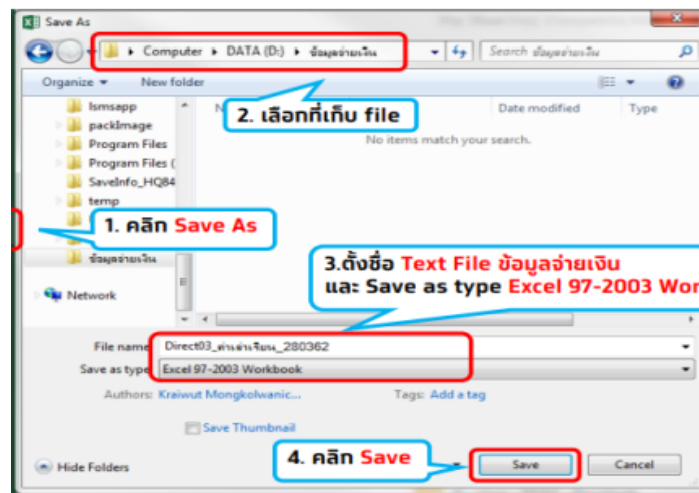 Save As
Computer ▸ DATA (D:) ▸ ข้อมูลจ่ายเงิน
Search ข้อมูลจ่ายเงิน
Organize New folder
2. เลือกที่เก็บ file
Date modified Type
No items match your search.
lsmsapp
packImage
Program Files
Program Files (
SaveInfo_HQ84
temp
1. คลิก Save As
ข้อมูลจ่ายเงิน
Network
3.ตั้งชื่อ Text File ข้อมูลจ่ายเงิน
และ Save as type Excel 97-2003 Wor
File name: Direct03_ค่าเล่าเรียน_280362
Save as type: Excel 97-2003 Workbook
Authors: Kraiwut Mongkolwanic... Tags: Add a tag
Save Thumbnail
4. คลิก Save
Hide Folders
Save Cancel